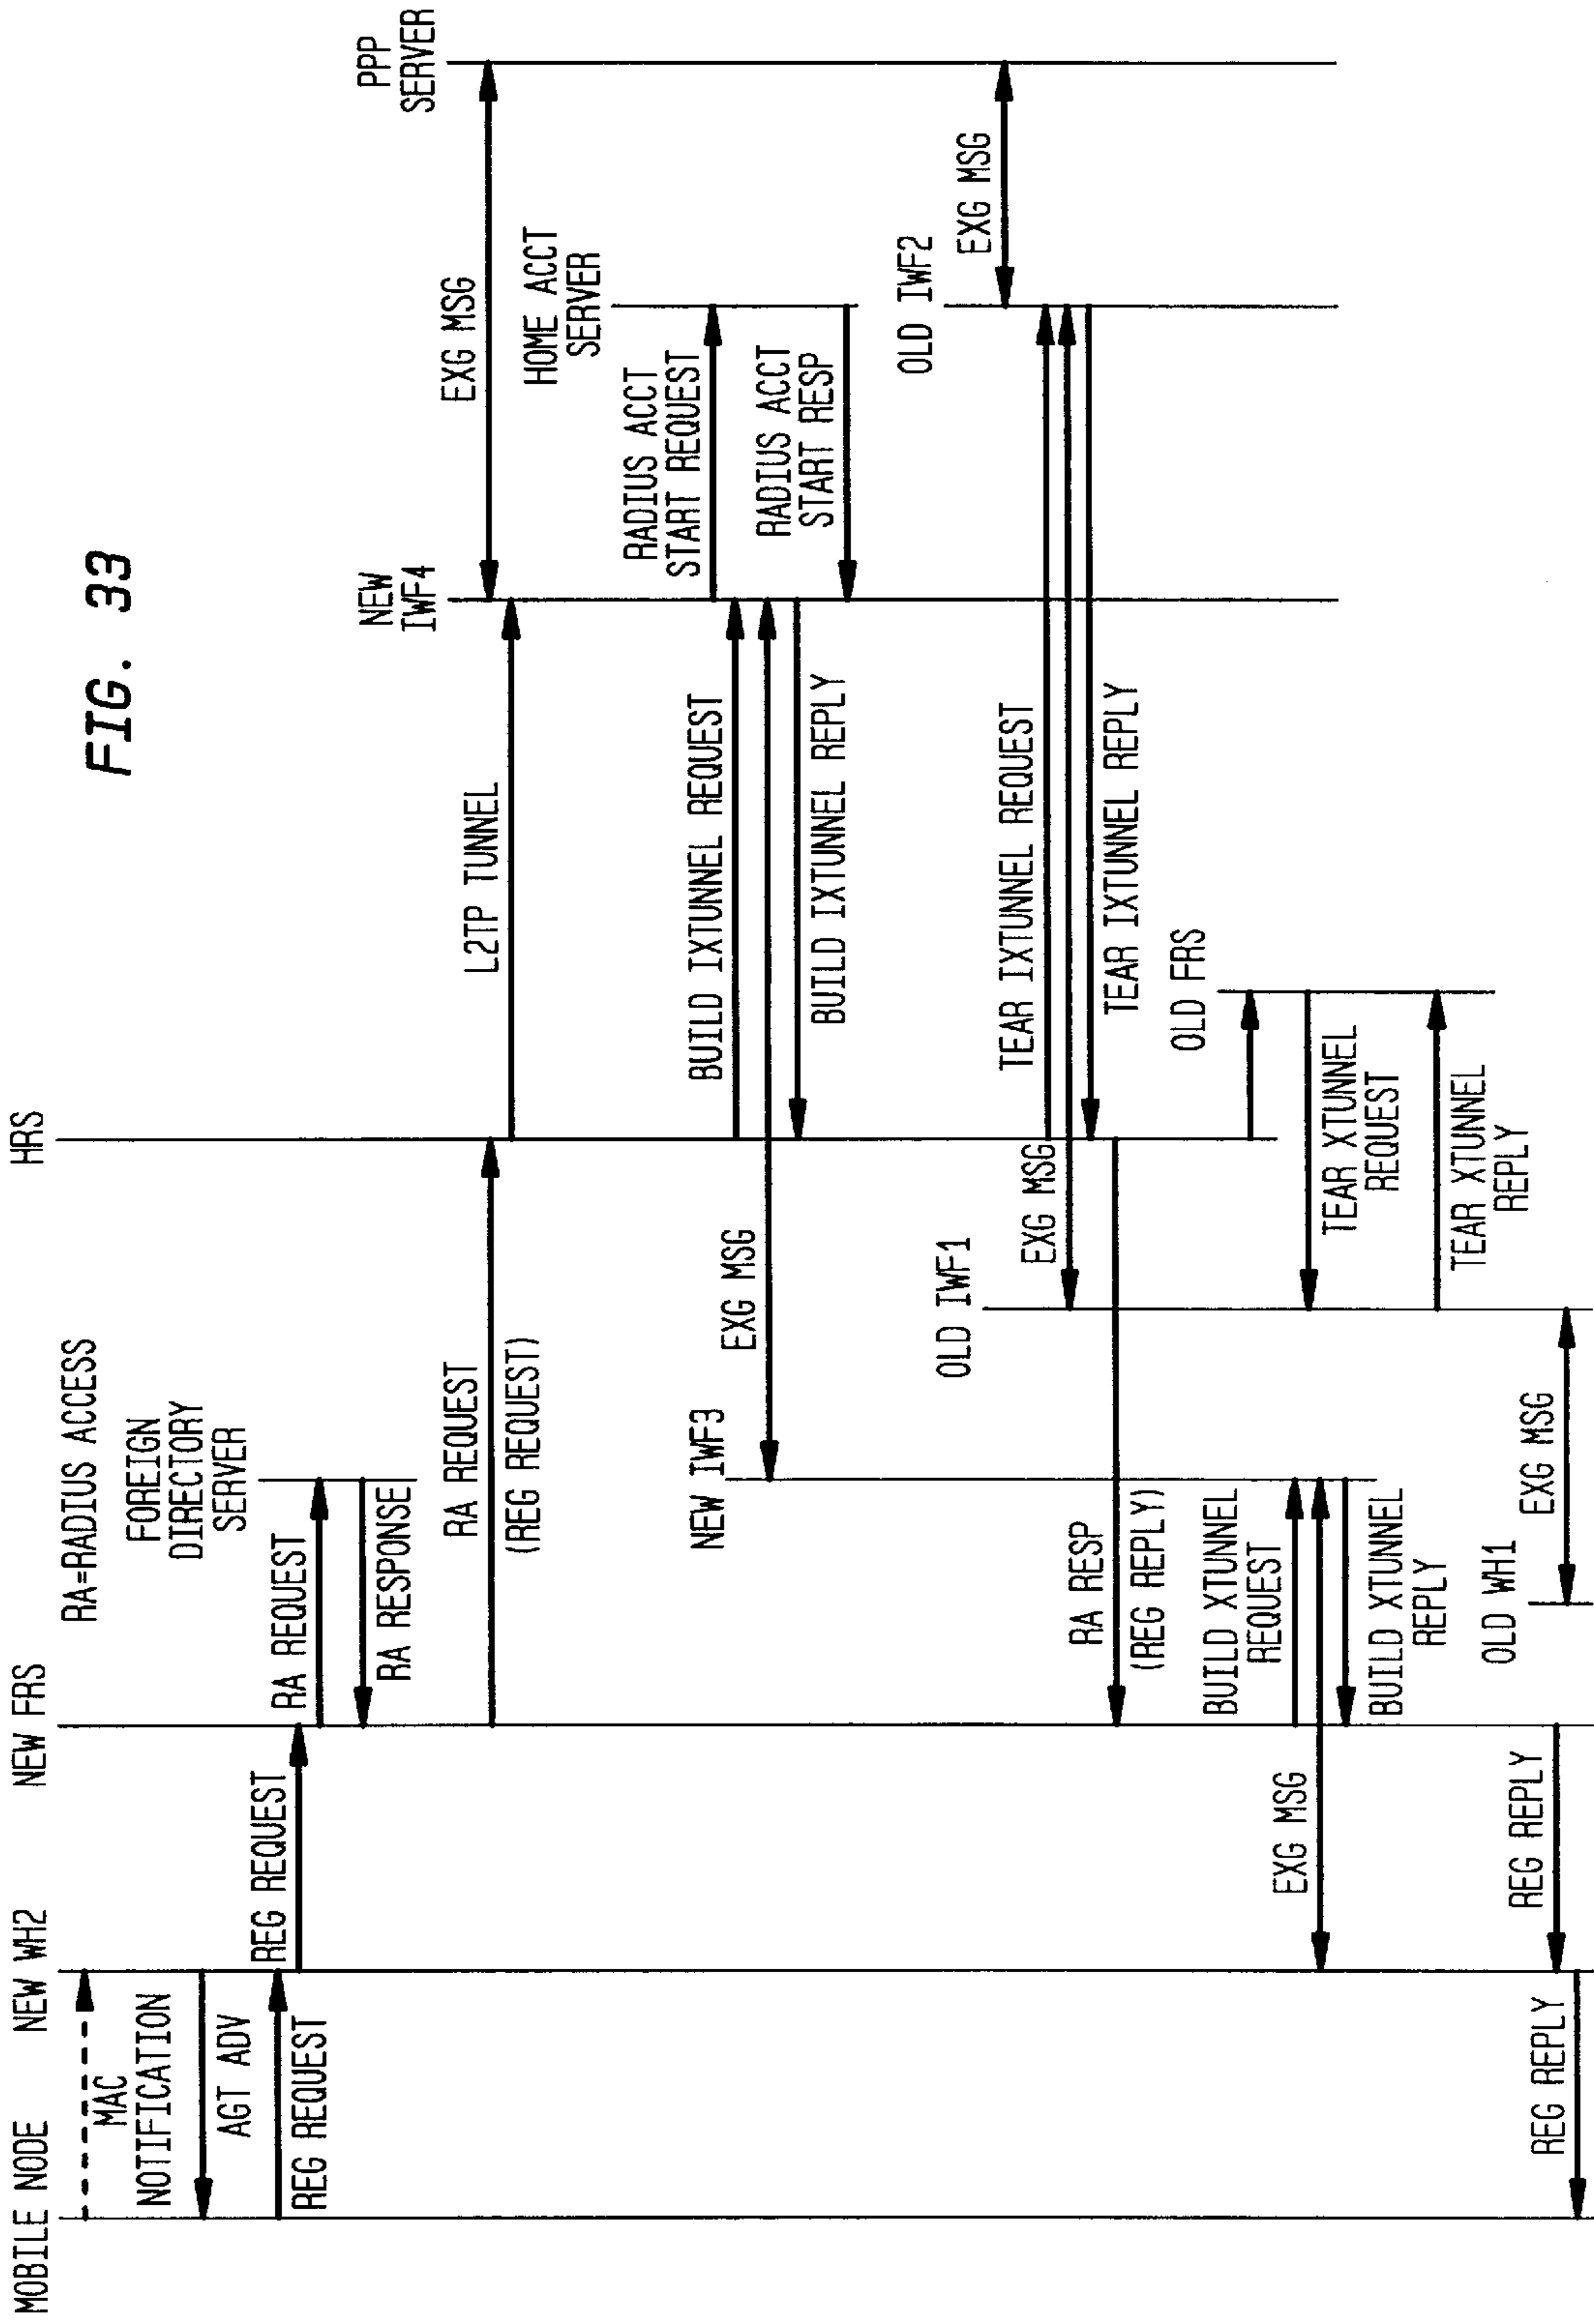 FIG. 33
MOBILE NODE
NEW WH2
NEW FRS
HRS
RA=RADIUS ACCESS
MAC
NOTIFICATION
AGT ADV
REG REQUEST
REG REQUEST
FOREIGN
DIRECTORY
SERVER
RA REQUEST
RA RESPONSE
RA REQUEST
(REG REQUEST)
L2TP TUNNEL
NEW
IWF4
PPP
SERVER
EXG MSG
HOME ACCT
SERVER
RADIUS ACCT
START REQUEST
RADIUS ACCT
START RESP
BUILD IXTUNNEL REQUEST
EXG MSG
NEW IWF3
BUILD IXTUNNEL REPLY
OLD IWF2
EXG MSG
OLD IWF1
TEAR IXTUNNEL REQUEST
EXG MSG
TEAR IXTUNNEL REPLY
RA RESP
(REG REPLY)
OLD FRS
BUILD XTUNNEL
REQUEST
EXG MSG
BUILD XTUNNEL
REPLY
TEAR XTUNNEL
REQUEST
TEAR XTUNNEL
REPLY
OLD WH1
EXG MSG
REG REPLY
REG REPLY